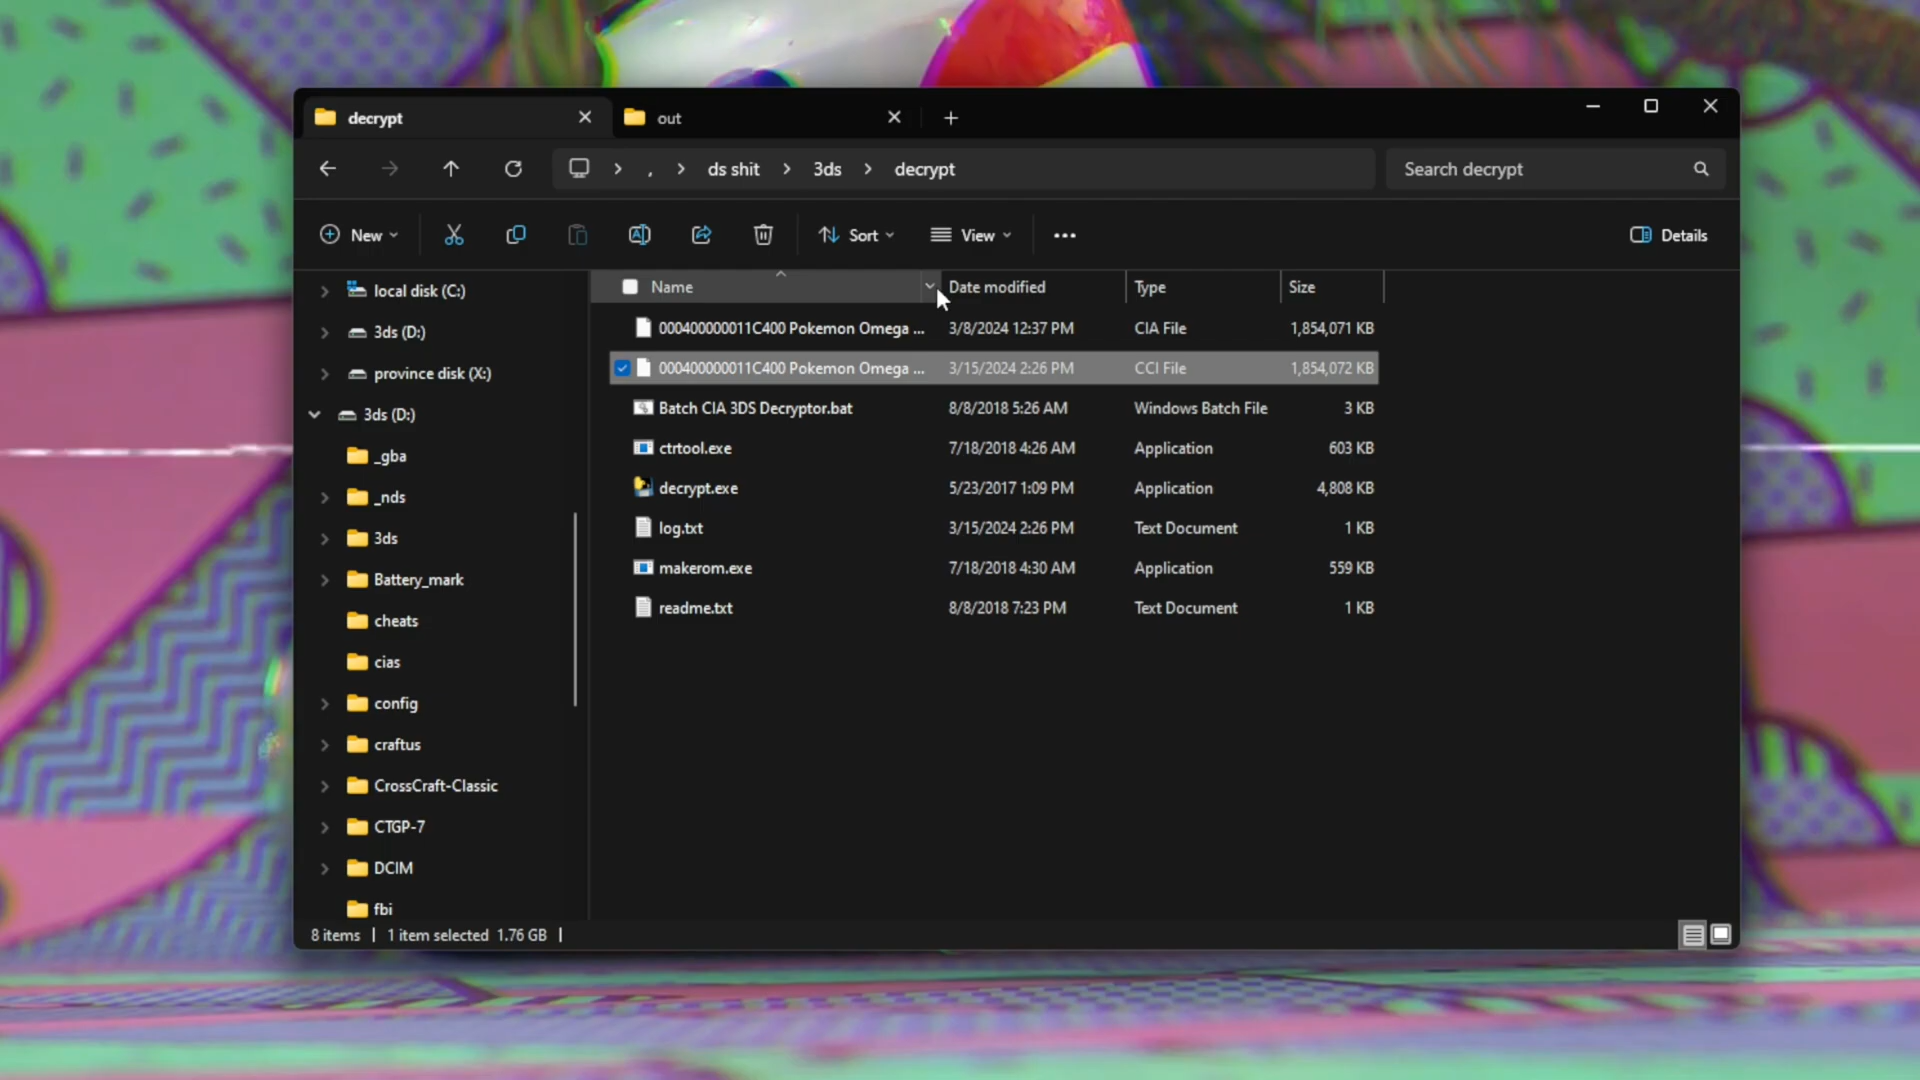 decrypt
out
, ds shit 3ds decrypt
Search decrypt
New
Sort
View
Details
local disk (C:)
3ds (D:)
province disk (X:)
3ds (D:)
_gba
_nds
3ds
Battery_mark
cheats
cias
config
craftus
CrossCraft-Classic
CTGP-7
DCIM
fbi
Name Date modified Type Size
000400000011C400 Pokemon Omega ... 3/8/2024 12:37 PM CIA File 1,854,071 KB
000400000011C400 Pokemon Omega ... 3/15/2024 2:26 PM CCI File 1,854,072 KB
Batch CIA 3DS Decryptor.bat 8/8/2018 5:26 AM Windows Batch File 3 KB
ctrtool.exe 7/18/2018 4:26 AM Application 603 KB
decrypt.exe 5/23/2017 1:09 PM Application 4,808 KB
log.txt 3/15/2024 2:26 PM Text Document 1 KB
makerom.exe 7/18/2018 4:30 AM Application 559 KB
readme.txt 8/8/2018 7:23 PM Text Document 1 KB
8 items 1 item selected 1.76 GB